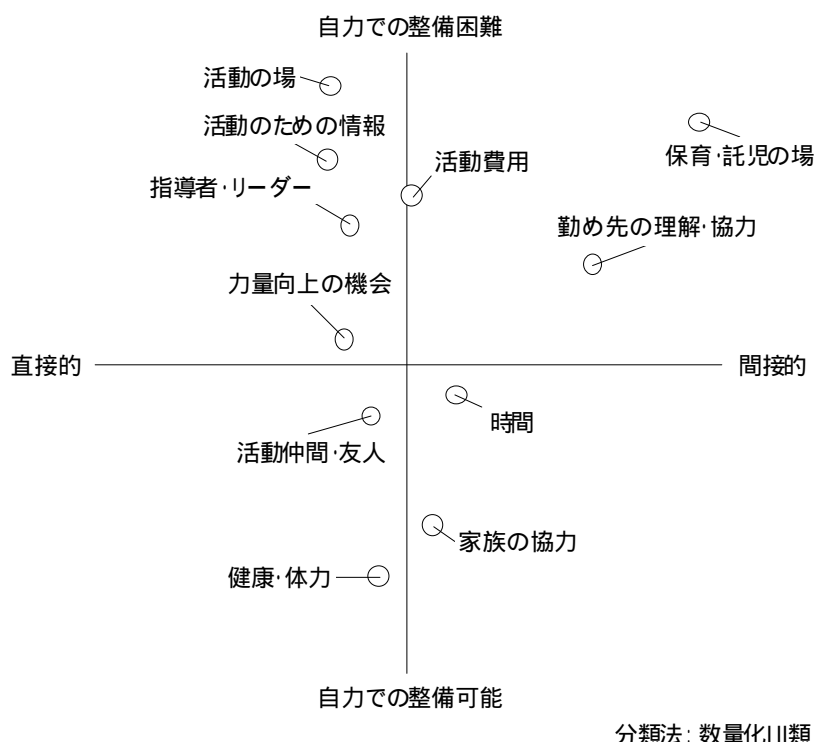 自力での整備困難
活動の場
活動のための情報
保育・託児の場
活動費用
指導者・リーダー
勤め先の理解・協力
力量向上の機会
直接的
間接的
時間
活動仲間・友人
家族の協力
健康・体力
自力での整備可能
分類法：数量化III類